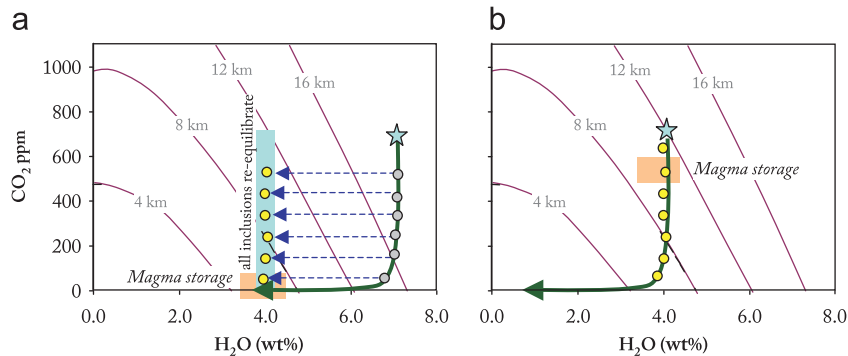 a
b
1000
800
600
400
200
0
CO2 ppm
12 km
16 km
8 km
4 km
all inclusions re-equilibrate
Magma storage
0.0
2.0
4.0
6.0
8.0
H2O (wt%)
12 km
16 km
8 km
4 km
Magma storage
0.0
2.0
4.0
6.0
8.0
H2O (wt%)